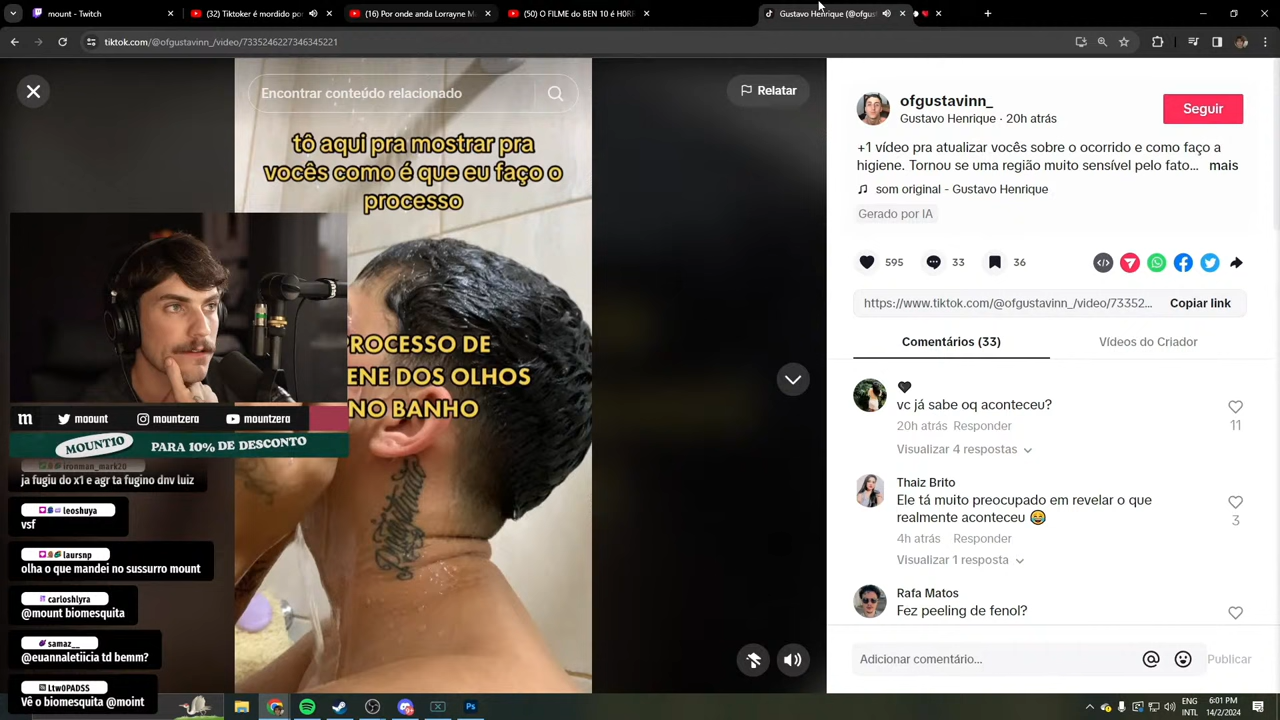 mount - Twitch
(32) Tiktoker é mordido po
(16) Por onde anda Lorrayne M
(50) O FILME do BEN 10 é H0RF
Gustavo Henrique (@ofgust
tiktok.com/@ofgustavinn_/video/7335246227346345221
Encontrar conteúdo relacionado
Relatar
tô aqui pra mostrar pra
vocês como é que eu faço o
processo
ROCESSO DE
ENE DOS OLHOS
NO BANHO
m moount mountzera mountzera
MOUNT10 PARA 10% DE DESCONTO
ironman_mark20
ja fugiu do x1 e agr ta fugino dnv luiz
leoshuya
vsf
laursnp
olha o que mandei no sussurro mount
carloshlyra
@mount biomesquita
samaz__
@euannaletiicia td bemm?
Ltw0PADSS
Vê o biomesquita @moint
ofgustavinn_
Gustavo Henrique · 20h atrás
Seguir
+1 vídeo pra atualizar vocês sobre o ocorrido e como faço a
higiene. Tornou se uma região muito sensível pelo fato... mais
som original - Gustavo Henrique
Gerado por IA
595
33
36
https://www.tiktok.com/@ofgustavinn_/video/73352...
Copiar link
Comentários (33)
Vídeos do Criador
vc já sabe oq aconteceu?
20h atrás Responder
11
Visualizar 4 respostas
Thaiz Brito
Ele tá muito preocupado em revelar o que
realmente aconteceu 😂
3
4h atrás Responder
Visualizar 1 resposta
Rafa Matos
Fez peeling de fenol?
Adicionar comentário...
Publicar
ENG
INTL
6:01 PM
14/2/2024